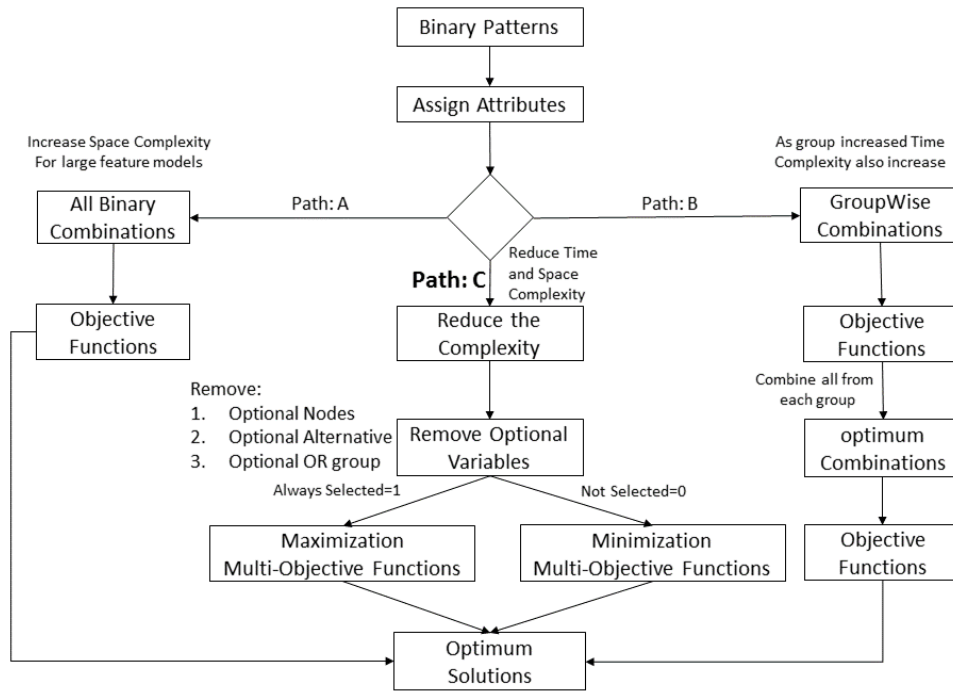 Binary Patterns
Assign Attributes
Increase Space Complexity
For large feature models
As group increased Time
Complexity also increase
All Binary
Combinations
Path: A
Path: B
GroupWise
Combinations
Path: C
Reduce Time
and Space
Complexity
Objective
Functions
Reduce the
Complexity
Objective
Functions
Remove:
1. Optional Nodes
2. Optional Alternative
3. Optional OR group
Combine all from
each group
Remove Optional
Variables
optimum
Combinations
Always Selected=1
Not Selected=0
Maximization
Multi-Objective Functions
Minimization
Multi-Objective Functions
Objective
Functions
Optimum
Solutions